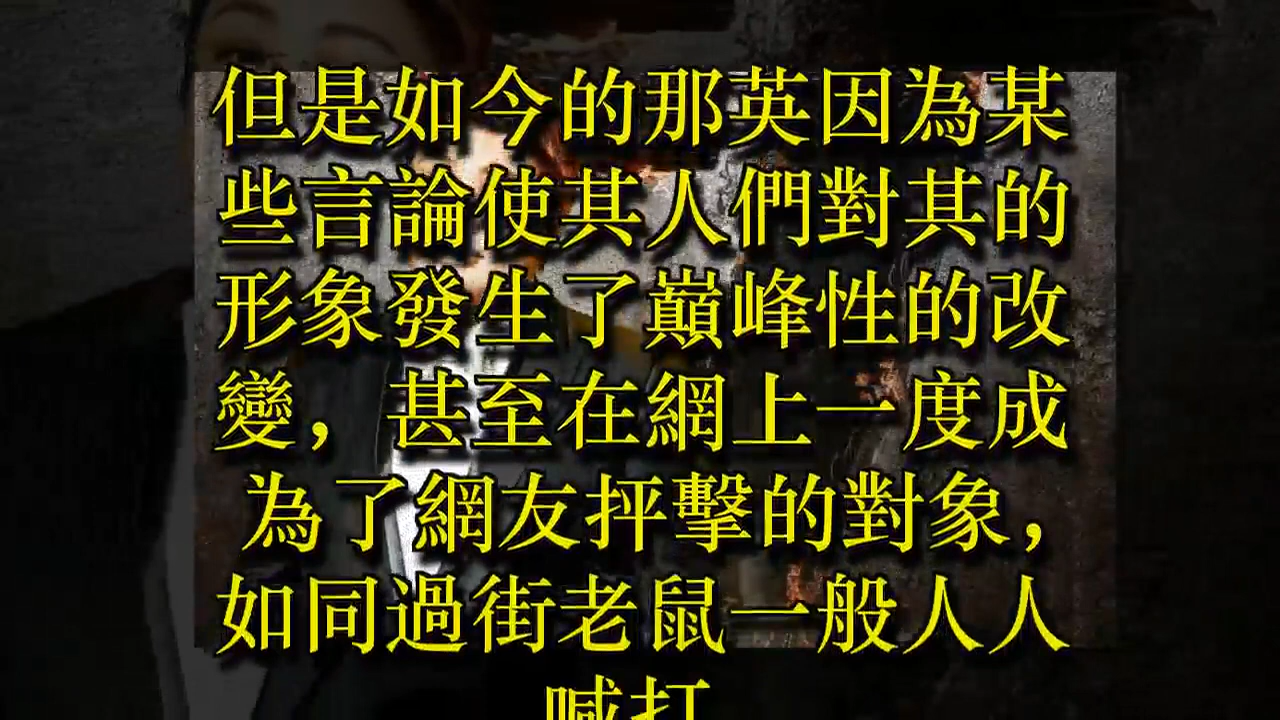 但是如今的那英因為某
些言論使其人們對其的
形象發生了巔峰性的改
變，甚至在網上一度成
為了網友抨擊的對象，
如同過街老鼠一般人人
喊打